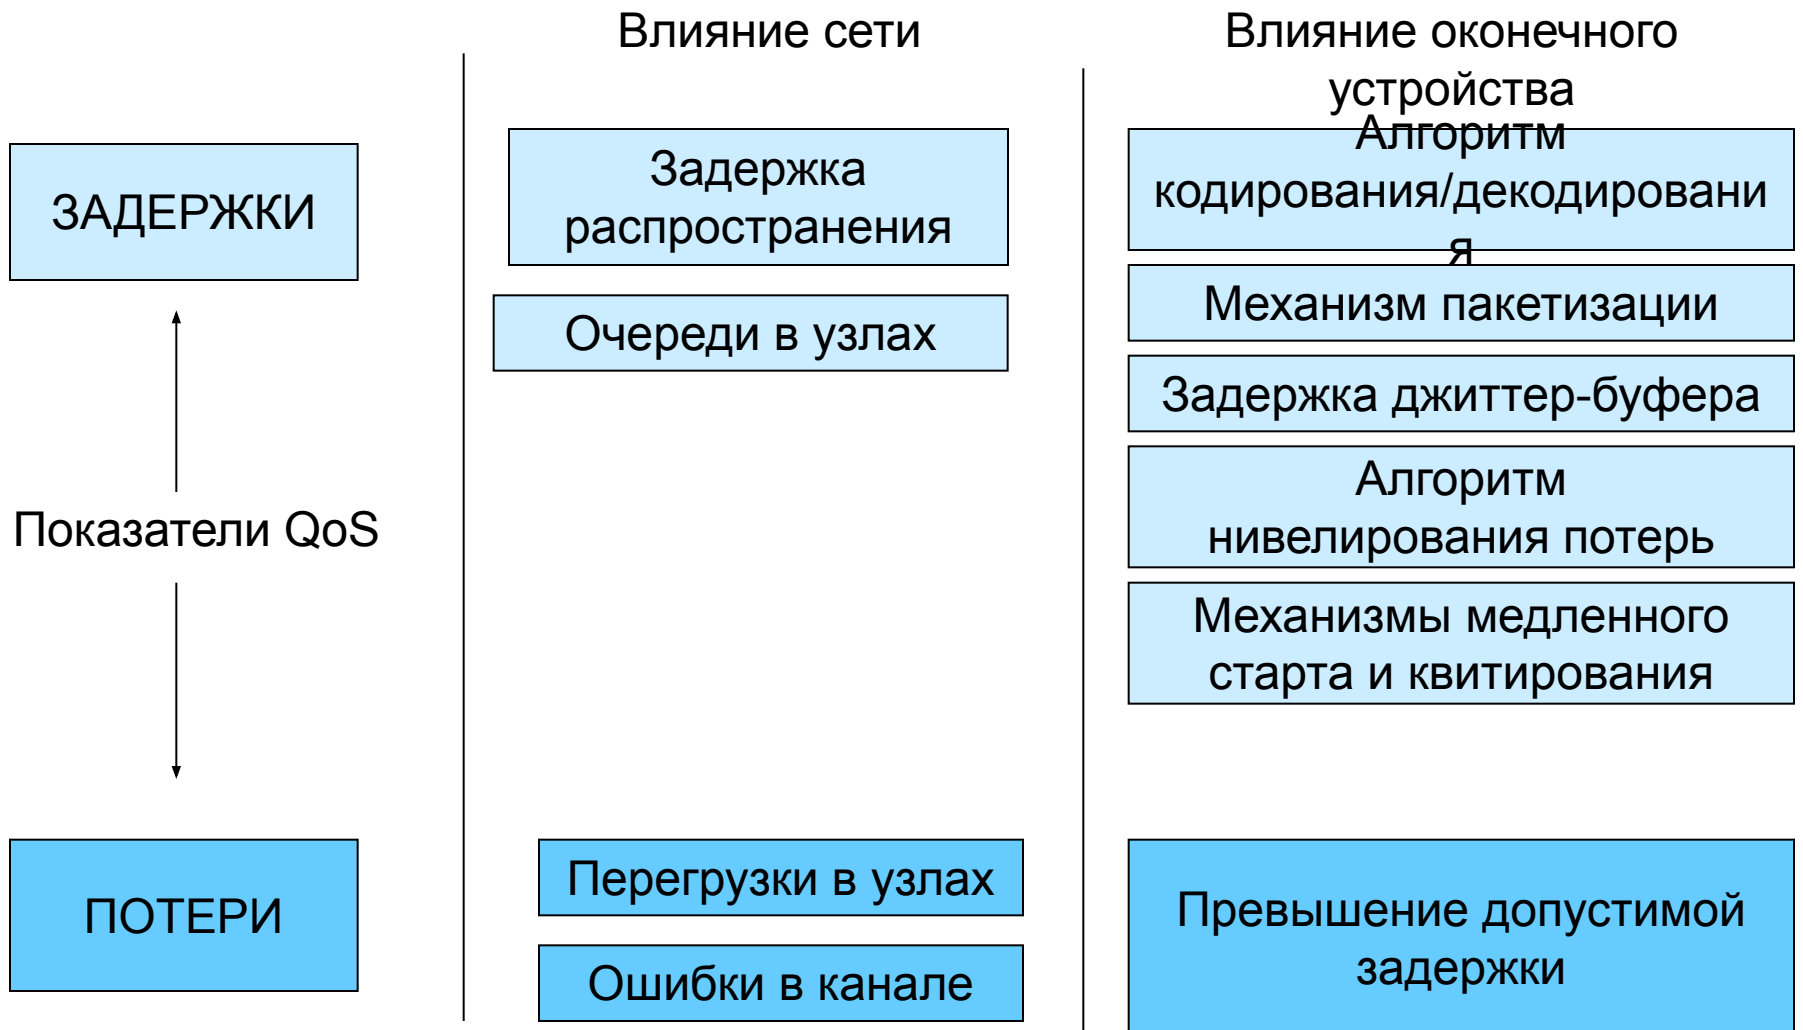 Влияние сети
Влияние оконечного
устройства
ЗАДЕРЖКИ
Задержка
распространения
Очереди в узлах
Алгоритм
кодирования/декодировани
я
Механизм пакетизации
Задержка джиттер-буфера
Алгоритм
нивелирования потерь
Механизмы медленного
старта и квитирования
Показатели QoS
ПОТЕРИ
Перегрузки в узлах
Ошибки в канале
Превышение допустимой
задержки